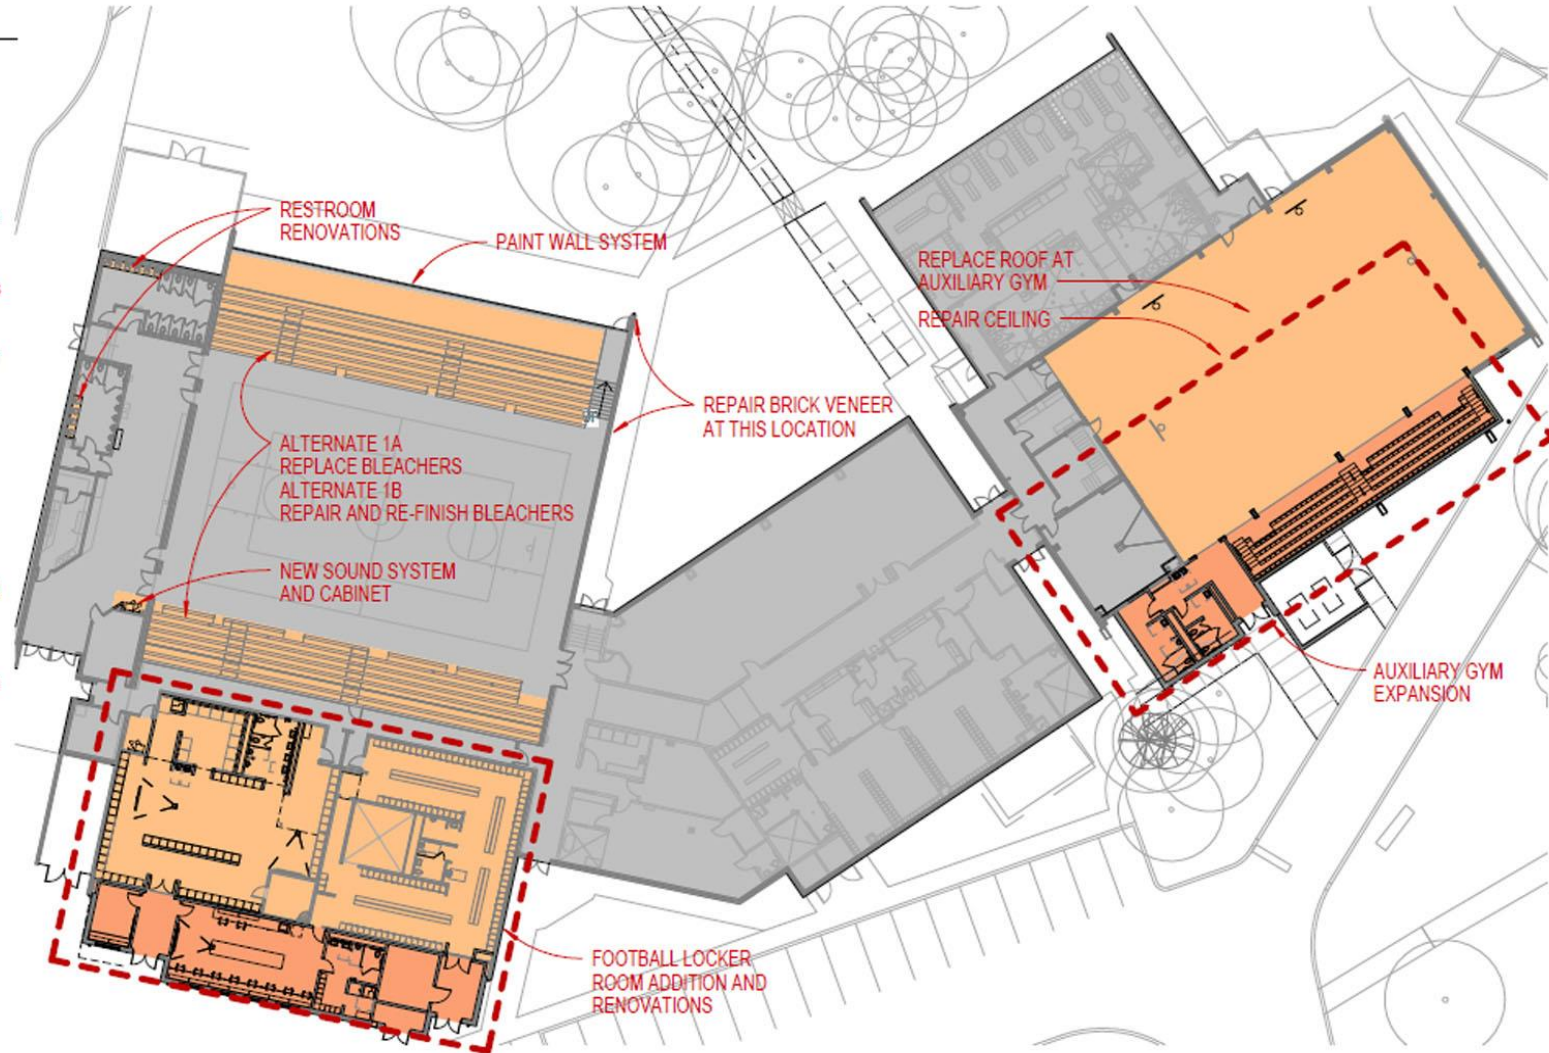 RESTROOM
RENOVATIONS
PAINT WALL SYSTEM
REPLACE ROOF AT
AUXILIARY GYM
REPAIR CEILING
REPAIR BRICK VENEER
AT THIS LOCATION
ALTERNATE 1A
REPLACE BLEACHERS
ALTERNATE 1B
REPAIR AND RE-FINISH BLEACHERS
NEW SOUND SYSTEM
AND CABINET
AUXILIARY GYM
EXPANSION
FOOTBALL LOCKER
ROOM ADDITION AND
RENOVATIONS